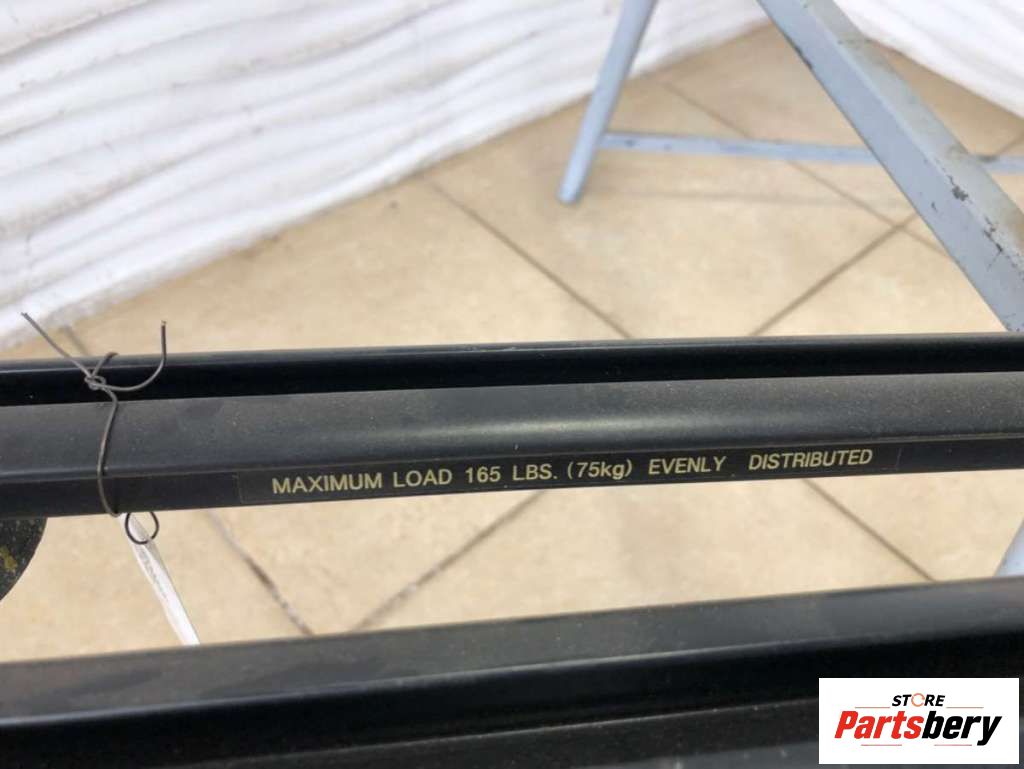 MAXIMUM LOAD 165 LBS. (75kg) EVENLY DISTRIBUTED
STORE
Partsbery